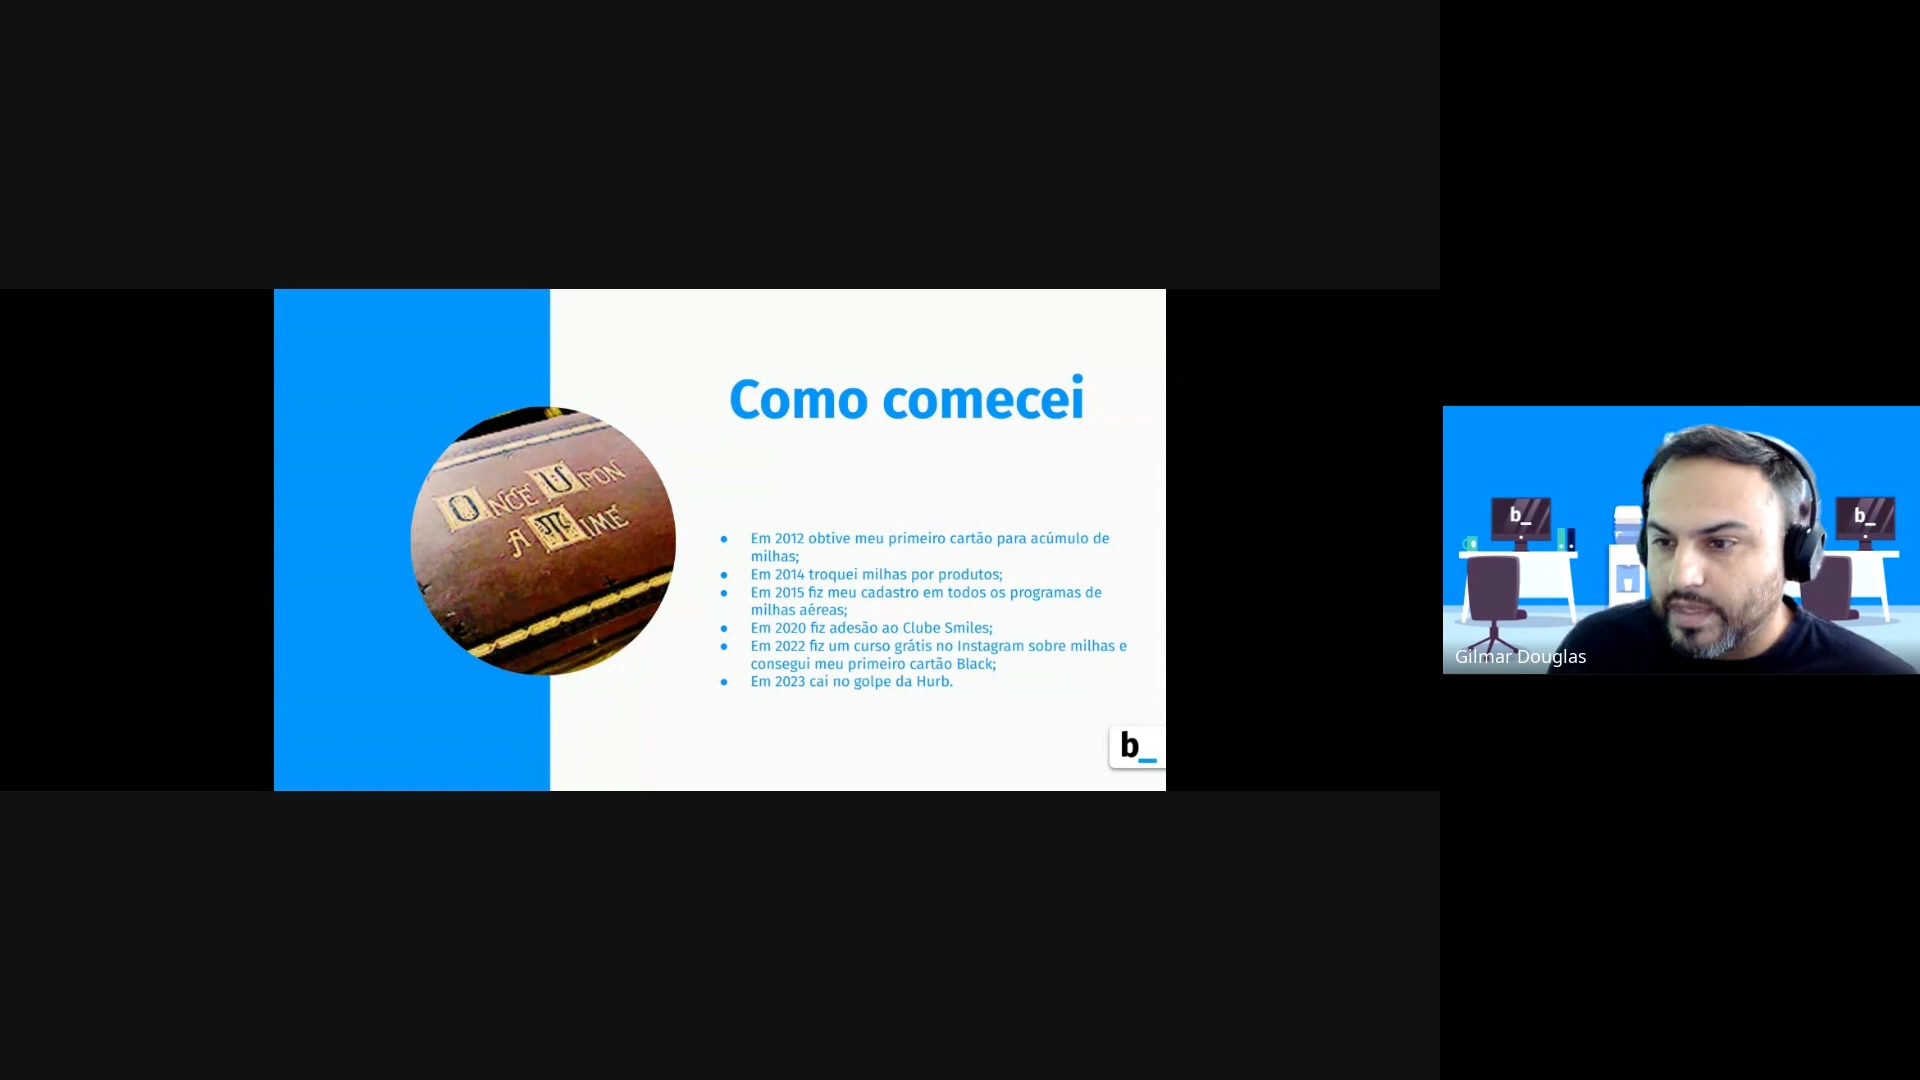 Como comecei
ONCE UPON
A TIME
● Em 2012 obtive meu primeiro cartão para acúmulo de
milhas;
● Em 2014 troquei milhas por produtos;
● Em 2015 fiz meu cadastro em todos os programas de
milhas aéreas;
● Em 2020 fiz adesão ao Clube Smiles;
● Em 2022 fiz um curso grátis no Instagram sobre milhas e
consegui meu primeiro cartão Black;
● Em 2023 cai no golpe da Hurb.
b_
b_
b_
Gilmar Douglas